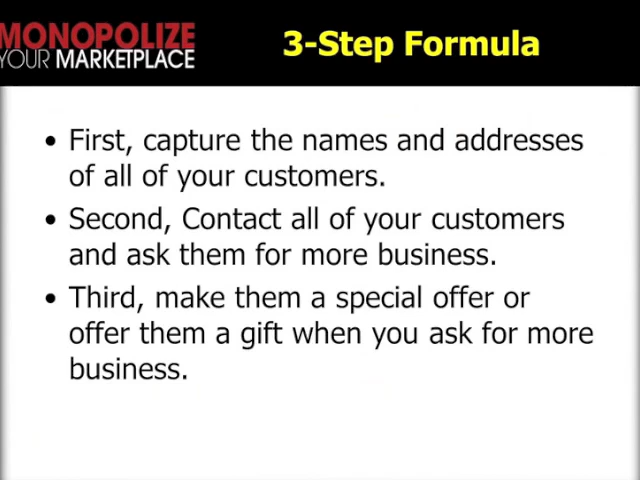 MONOPOLIZE
YOUR MARKETPLACE
3-Step Formula
• First, capture the names and addresses
of all of your customers.
• Second, Contact all of your customers
and ask them for more business.
• Third, make them a special offer or
offer them a gift when you ask for more
business.